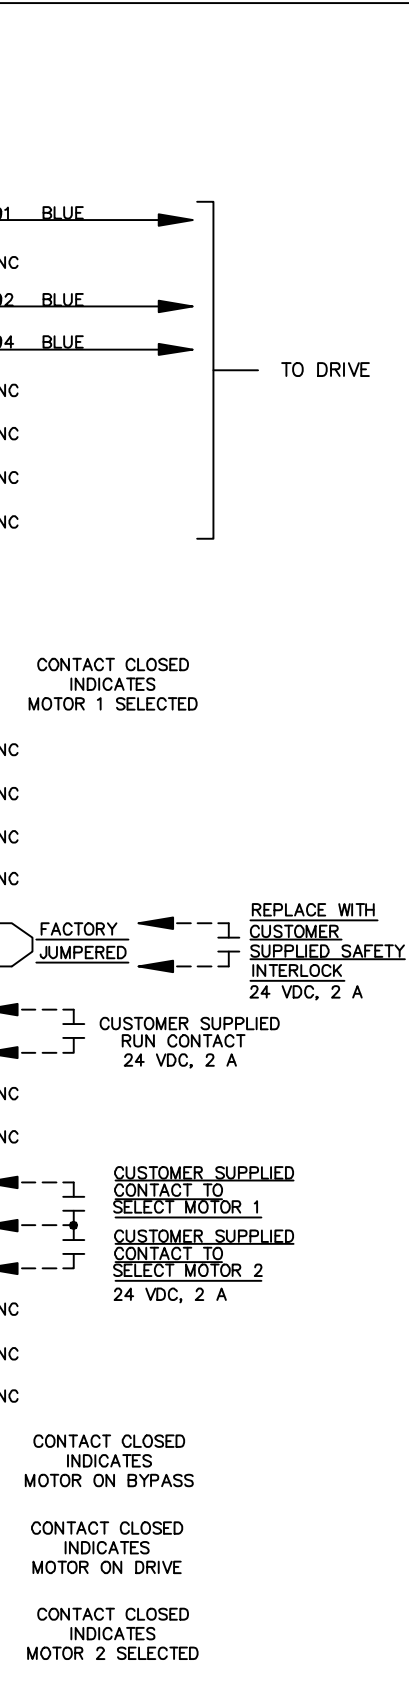 01 BLUE
NC
02 BLUE
04 BLUE
TO DRIVE
NC
NC
NC
NC
CONTACT CLOSED
INDICATES
MOTOR 1 SELECTED
NC
NC
NC
NC
FACTORY
JUMPERED
REPLACE WITH
CUSTOMER
SUPPLIED SAFETY
INTERLOCK
24 VDC, 2 A
CUSTOMER SUPPLIED
RUN CONTACT
24 VDC, 2 A
NC
NC
CUSTOMER SUPPLIED
CONTACT TO
SELECT MOTOR 1
CUSTOMER SUPPLIED
CONTACT TO
SELECT MOTOR 2
24 VDC, 2 A
NC
NC
NC
CONTACT CLOSED
INDICATES
MOTOR ON BYPASS
CONTACT CLOSED
INDICATES
MOTOR ON DRIVE
CONTACT CLOSED
INDICATES
MOTOR 2 SELECTED